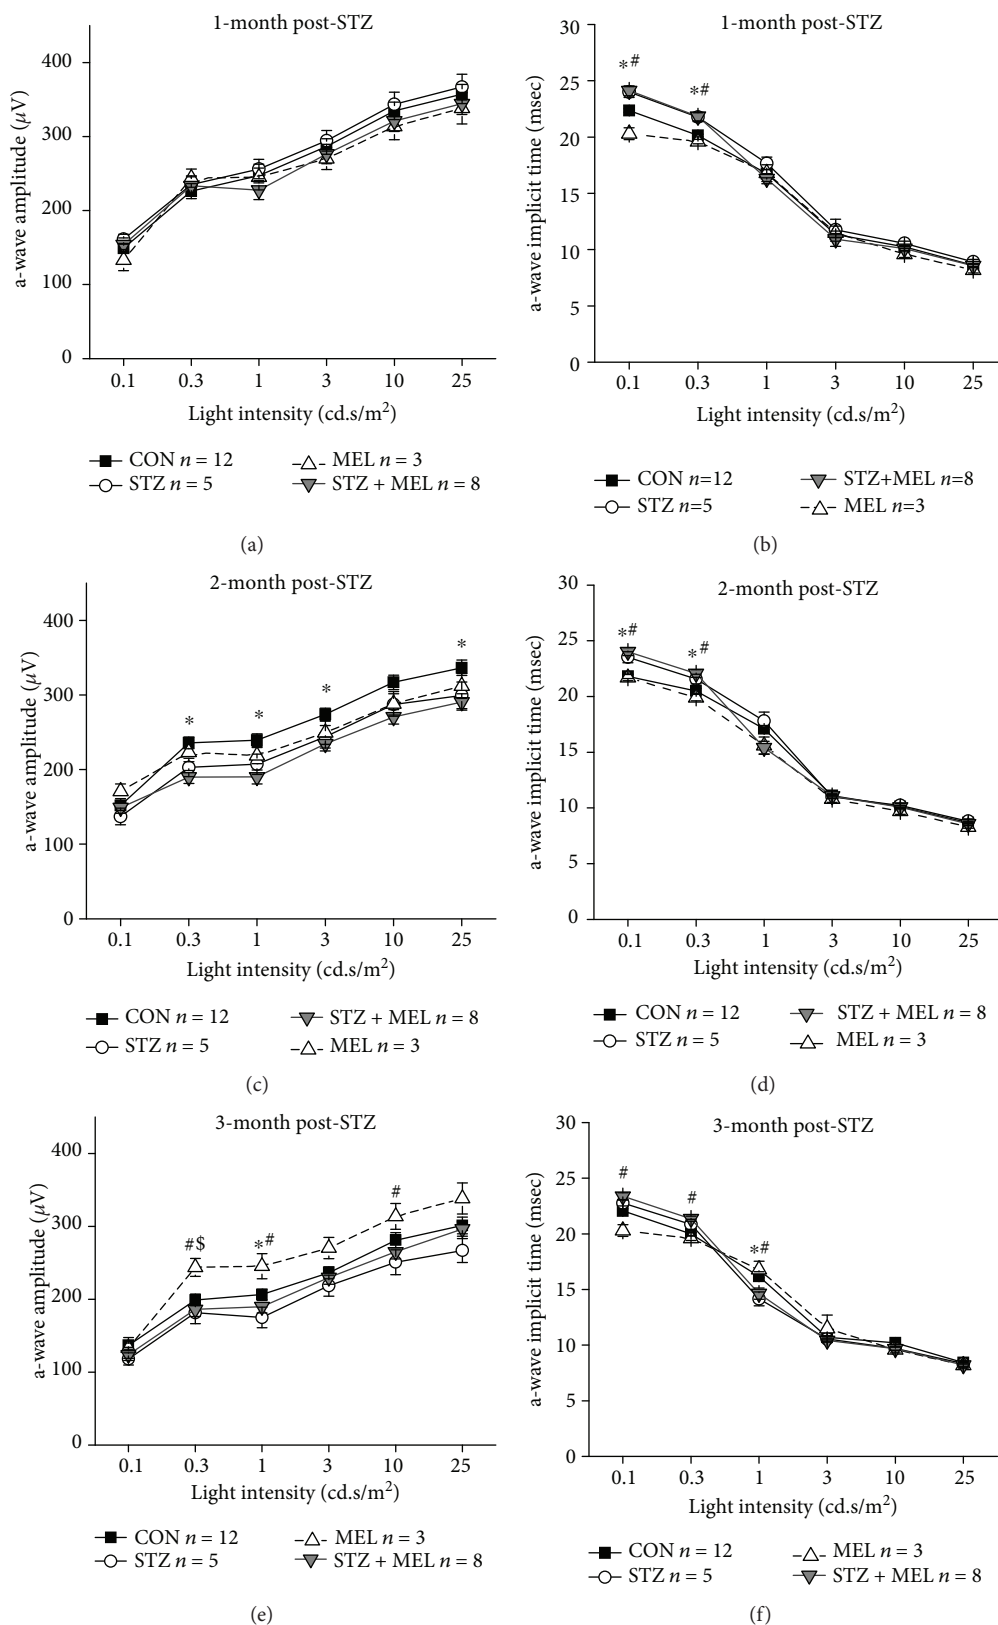 1-month post-STZ
a-wave amplitude (μV)
400
300
200
100
0
0.1 0.3 1 3 10 25
Light intensity (cd.s/m²)
CON n = 12
MEL n = 3
STZ n = 5
STZ + MEL n = 8
(a)
1-month post-STZ
a-wave implicit time (msec)
30
25
20
15
10
5
0
*#
*#
0.1 0.3 1 3 10 25
Light intensity (cd.s/m²)
CON n=12
STZ+MEL n=8
STZ n=5
MEL n=3
(b)
2-month post-STZ
a-wave amplitude (μV)
400
300
200
100
0
* * * *
0.1 0.3 1 3 10 25
Light intensity (cd.s/m²)
CON n = 12
STZ + MEL n = 8
STZ n = 5
MEL n = 3
(c)
2-month post-STZ
a-wave implicit time (msec)
30
25
20
15
10
5
0
*#
*#
0.1 0.3 1 3 10 25
Light intensity (cd.s/m²)
CON n = 12
STZ + MEL n = 8
STZ n = 5
MEL n = 3
(d)
3-month post-STZ
a-wave amplitude (μV)
400
300
200
100
0
#$
*#
#
0.1 0.3 1 3 10 25
Light intensity (cd.s/m²)
CON n = 12
MEL n = 3
STZ n = 5
STZ + MEL n = 8
(e)
3-month post-STZ
a-wave implicit time (msec)
30
25
20
15
10
5
0
#
#
*#
0.1 0.3 1 3 10 25
Light intensity (cd.s/m²)
CON n = 12
MEL n = 3
STZ n = 5
STZ + MEL n = 8
(f)